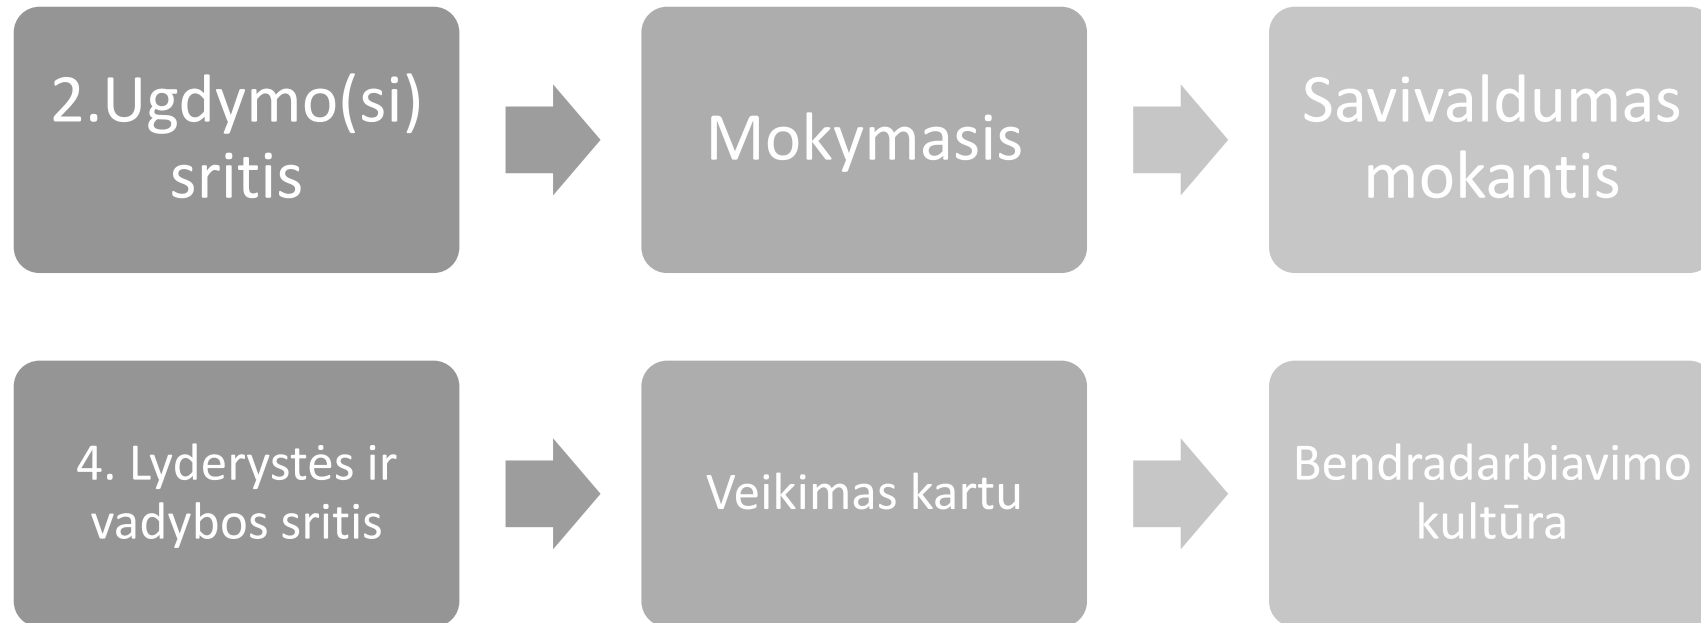 2.Ugdymo(si)
sritis
Mokymasis
Savivaldumas
mokantis
4. Lyderystės ir
vadybos sritis
Veikimas kartu
Bendradarbiavimo
kultūra